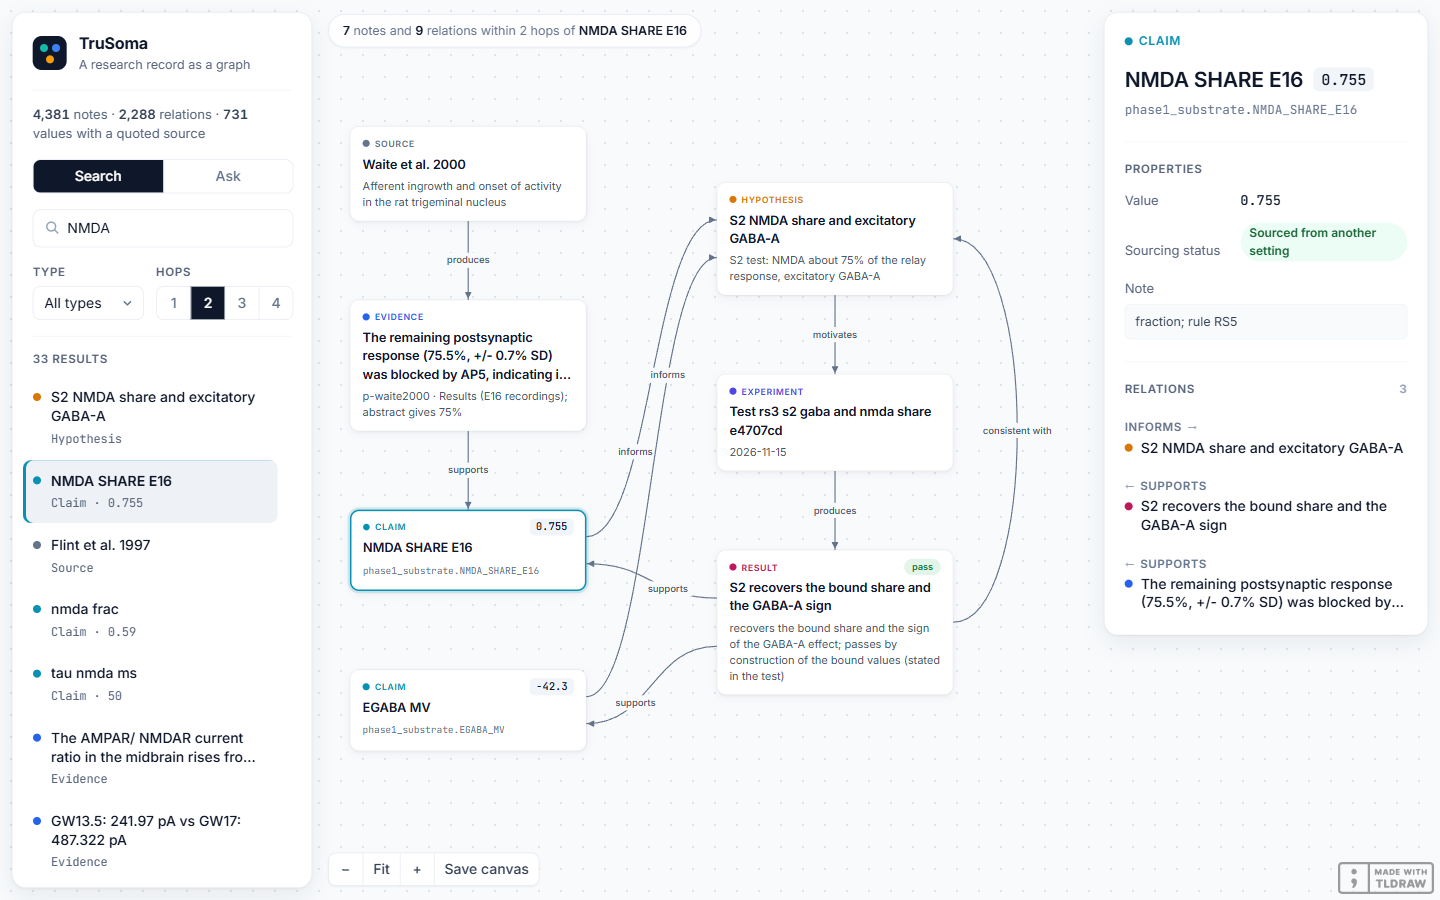 TruSoma
A research record as a graph
4,381 notes · 2,288 relations · 731
values with a quoted source
Search
Ask
NMDA
TYPE
HOPS
All types
1
2
3
4
33 RESULTS
S2 NMDA share and excitatory
GABA-A
Hypothesis
NMDA SHARE E16
Claim · 0.755
Flint et al. 1997
Source
nmda frac
Claim · 0.59
tau nmda ms
Claim · 50
The AMPAR/ NMDAR current
ratio in the midbrain rises fro...
Evidence
GW13.5: 241.97 pA vs GW17:
487.322 pA
Evidence
7 notes and 9 relations within 2 hops of NMDA SHARE E16
SOURCE
Waite et al. 2000
Afferent ingrowth and onset of activity
in the rat trigeminal nucleus
produces
EVIDENCE
The remaining postsynaptic
response (75.5%, +/- 0.7% SD)
was blocked by AP5, indicating i...
p-waite2000 · Results (E16 recordings);
abstract gives 75%
supports
CLAIM
0.755
NMDA SHARE E16
phase1_substrate.NMDA_SHARE_E16
CLAIM
-42.3
EGABA MV
phase1_substrate.EGABA_MV
informs
informs
supports
supports
HYPOTHESIS
S2 NMDA share and excitatory
GABA-A
S2 test: NMDA about 75% of the relay
response, excitatory GABA-A
motivates
EXPERIMENT
Test rs3 s2 gaba and nmda share
e4707cd
2026-11-15
produces
RESULT
pass
S2 recovers the bound share and
the GABA-A sign
recovers the bound share and the sign
of the GABA-A effect; passes by
construction of the bound values (stated
in the test)
consistent with
− Fit + Save canvas
CLAIM
NMDA SHARE E16 0.755
phase1_substrate.NMDA_SHARE_E16
PROPERTIES
Value 0.755
Sourcing status
Sourced from another
setting
Note
fraction; rule RS5
RELATIONS 3
INFORMS →
S2 NMDA share and excitatory GABA-A
← SUPPORTS
S2 recovers the bound share and the
GABA-A sign
← SUPPORTS
The remaining postsynaptic response
(75.5%, +/- 0.7% SD) was blocked by...
MADE WITH
TLDRAW